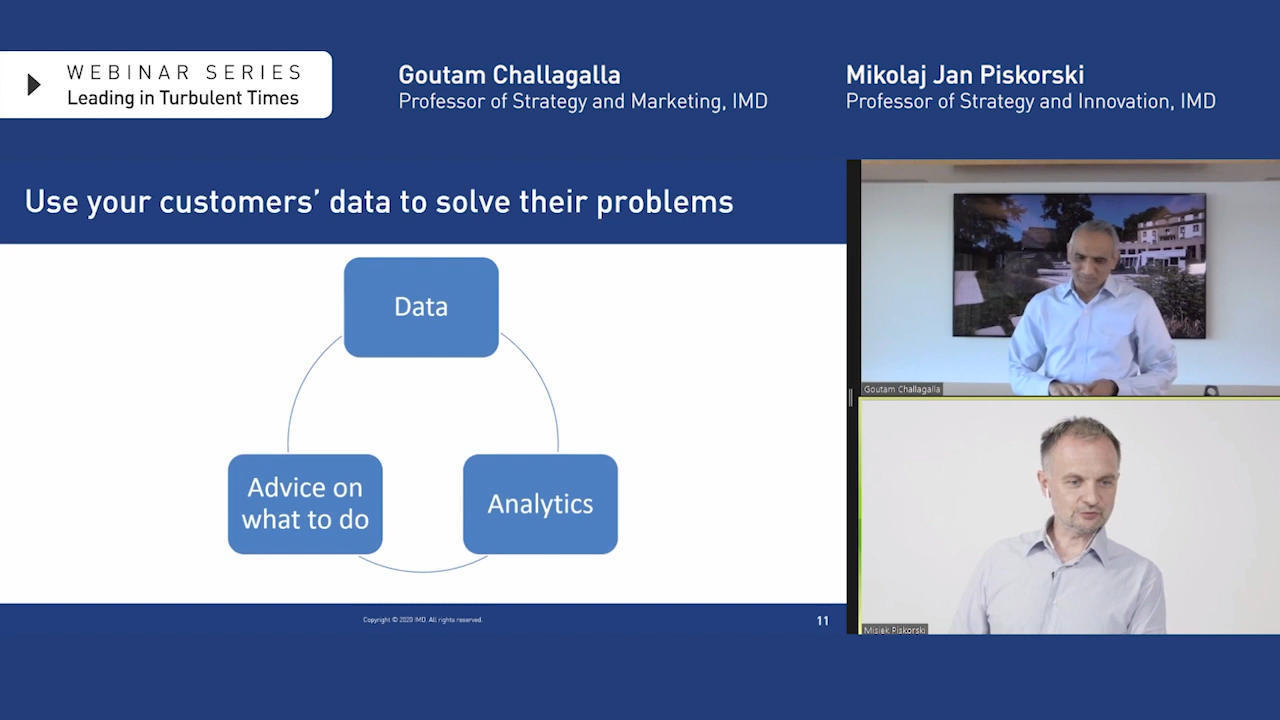 WEBINAR SERIES
Leading in Turbulent Times
Goutam Challagalla
Professor of Strategy and Marketing, IMD
Mikolaj Jan Piskorski
Professor of Strategy and Innovation, IMD
Use your customers’ data to solve their problems
Data
Advice on
what to do
Analytics
Copyright © 2020 IMD. All rights reserved.
11
Goutam Challagalla
Misiek Piskorski